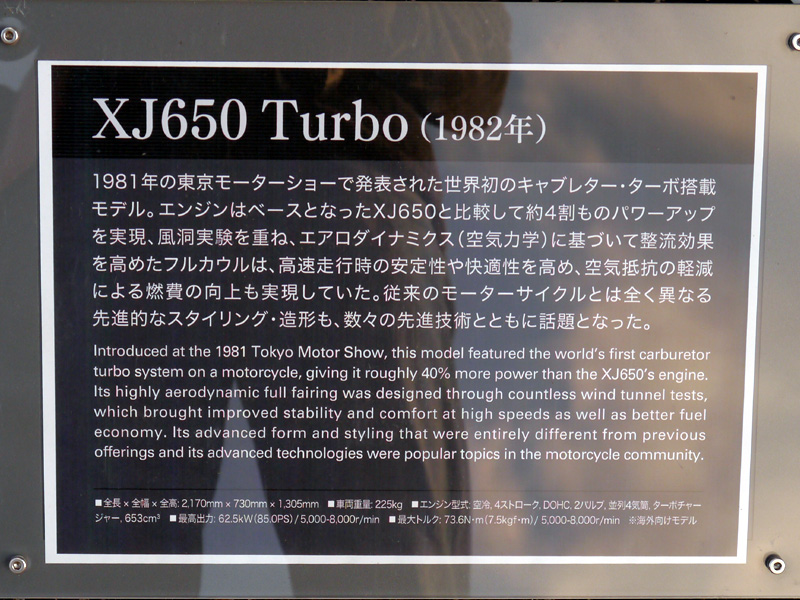 XJ650 Turbo (1982年)
1981年の東京モーターショーで発表された世界初のキャブレター・ターボ搭載
モデル。エンジンはベースとなったXJ650と比較して約4割ものパワーアップ
を実現、風洞実験を重ね、エアロダイナミクス(空気力学)に基づいて整流効果
を高めたフルカウルは、高速走行時の安定性や快適性を高め、空気抵抗の軽減
による燃費の向上も実現していた。従来のモーターサイクルとは全く異なる
先進的なスタイリング・造形も、数々の先進技術とともに話題となった。
Introduced at the 1981 Tokyo Motor Show, this model featured the world's first carburetor
turbo system on a motorcycle, giving it roughly 40% more power than the XJ650's engine.
Its highly aerodynamic full fairing was designed through countless wind tunnel tests,
which brought improved stability and comfort at high speeds as well as better fuel
economy. Its advanced form and styling that were entirely different from previous
offerings and its advanced technologies were popular topics in the motorcycle community.
■全長×全幅×全高: 2,170mm×730mm×1,305mm ■車両重量: 225kg ■エンジン型式: 空冷, 4ストローク, DOHC, 2バルブ, 並列4気筒, ターボチャー
ジャー, 653cm³ ■最高出力: 62.5kW(85.0PS)/5,000-8,000r/min ■最大トルク: 73.6N・m(7.5kgf・m)/5,000-8,000r/min ※海外向けモデル